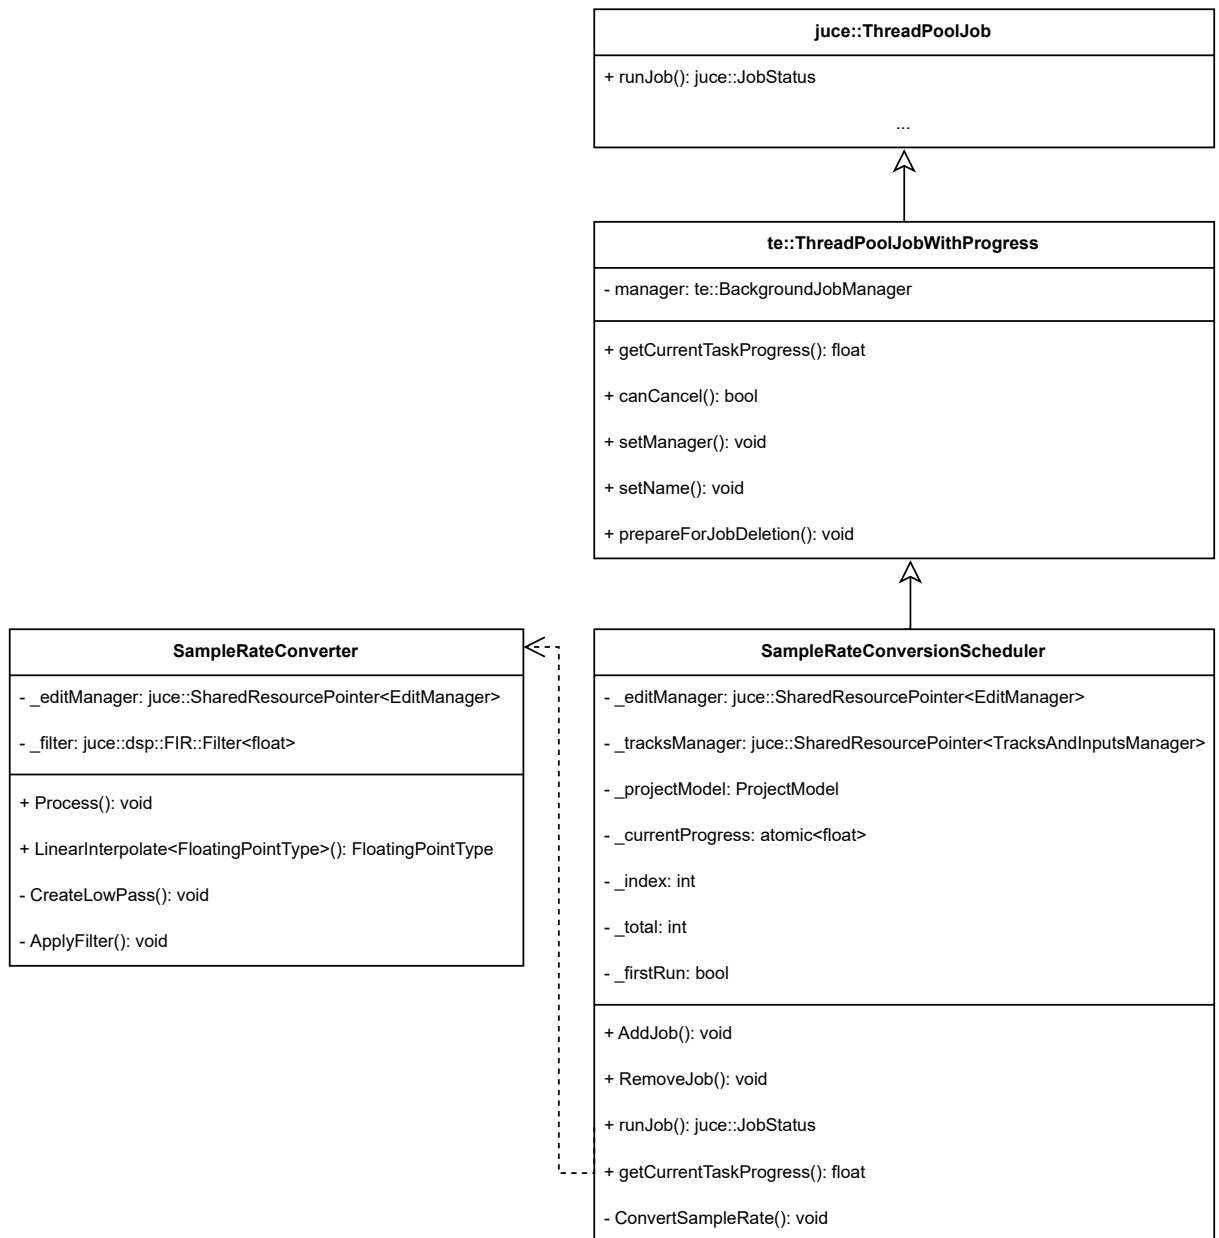 juce::ThreadPoolJob
+ runJob(): juce::JobStatus
...
te::ThreadPoolJobWithProgress
- manager: te::BackgroundJobManager
+ getCurrentTaskProgress(): float
+ canCancel(): bool
+ setManager(): void
+ setName(): void
+ prepareForJobDeletion(): void
SampleRateConverter
- _editManager: juce::SharedResourcePointer<EditManager>
- _filter: juce::dsp::FIR::Filter<float>
+ Process(): void
+ LinearInterpolate<FloatingPointType>(): FloatingPointType
- CreateLowPass(): void
- ApplyFilter(): void
SampleRateConversionScheduler
- _editManager: juce::SharedResourcePointer<EditManager>
- _tracksManager: juce::SharedResourcePointer<TracksAndInputsManager>
- _projectModel: ProjectModel
- _currentProgress: atomic<float>
- _index: int
- _total: int
- _firstRun: bool
+ AddJob(): void
+ RemoveJob(): void
+ runJob(): juce::JobStatus
+ getCurrentTaskProgress(): float
- ConvertSampleRate(): void